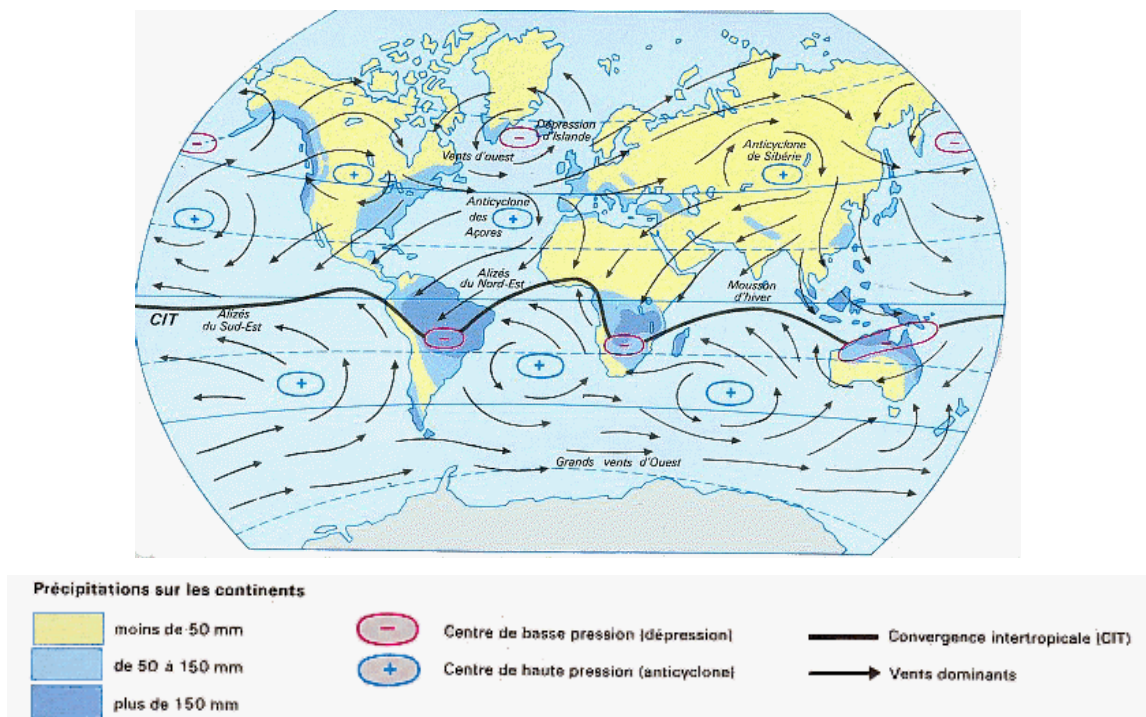 Dépression
d'Islande
Vents d'ouest
Anticyclone
de Sibérie
Anticyclone
des
Açores
Alizés
du Nord-Est
Mousson
d'hiver
CIT
Alizés
du Sud-Est
Grands vents d'Ouest
Précipitations sur les continents
moins de 50 mm
de 50 à 150 mm
plus de 150 mm
- Centre de basse pression (dépression)
+ Centre de haute pression (anticyclone)
Convergence intertropicale (CIT)
Vents dominants